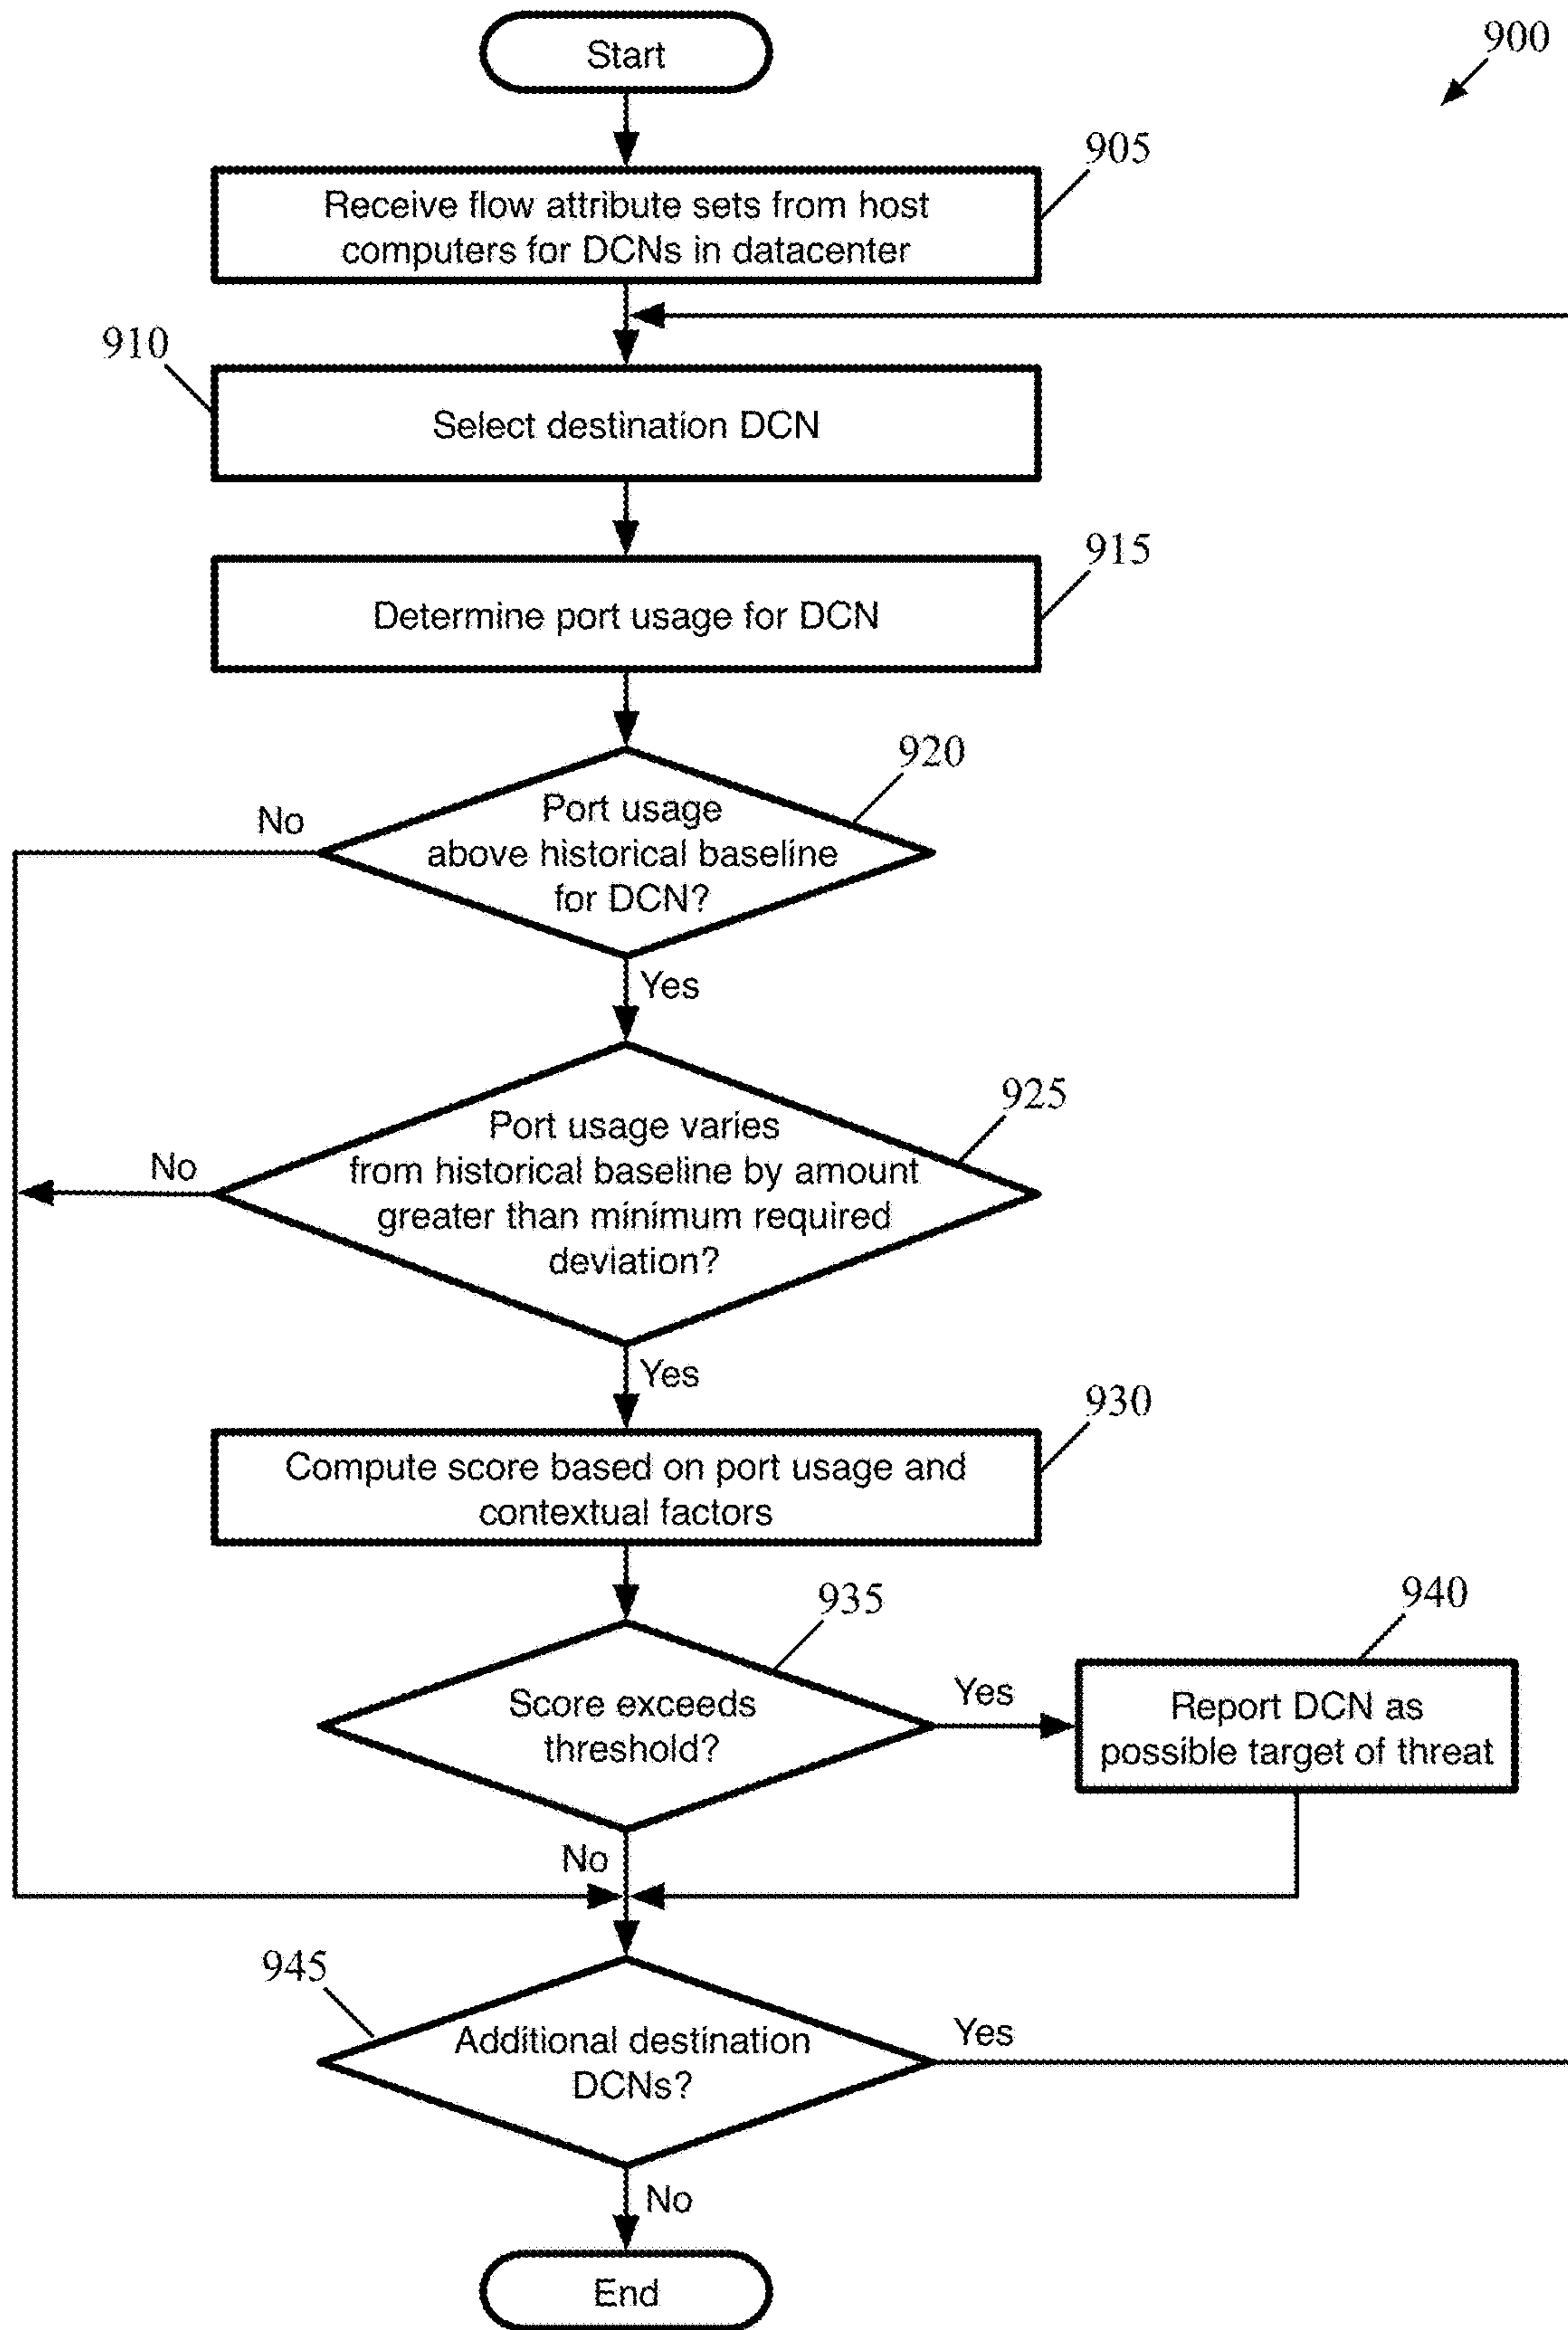 Start
900
905
Receive flow attribute sets from host
computers for DCNs in datacenter
910
Select destination DCN
915
Determine port usage for DCN
920
No
Port usage
above historical baseline
for DCN?
Yes
925
No
Port usage varies
from historical baseline by amount
greater than minimum required
deviation?
Yes
930
Compute score based on port usage and
contextual factors
935
940
Score exceeds
threshold?
Yes
Report DCN as
possible target of threat
No
945
Additional destination
DCNs?
Yes
No
End